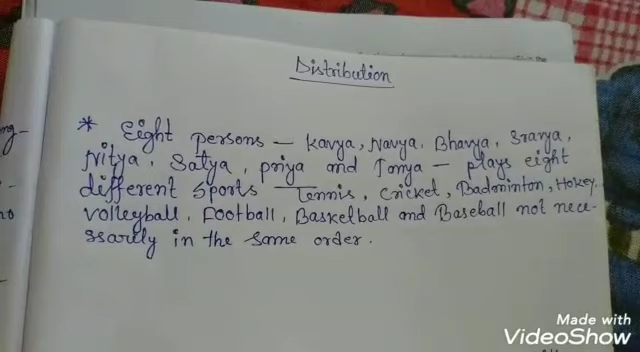 Distribution
* Eight persons — Kavya, Navya, Bhavya, Sravya,
Nitya, Satya, priya and Tanya — plays eight
different sports — Tennis, Cricket, Badminton, Hokey,
volleyball, Football, Basketball and Baseball not nece-
ssarily in the same order.
Made with
VideoShow